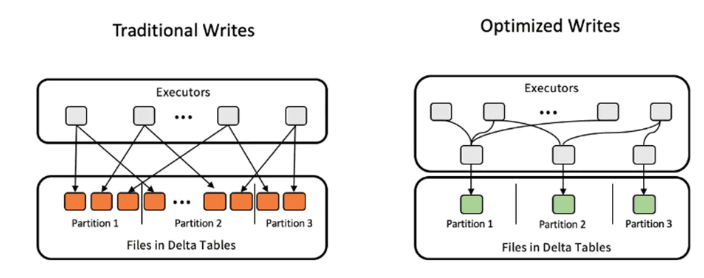 Traditional Writes
Executors
...
Partition 1 Partition 2 Partition 3
...
Files in Delta Tables
Optimized Writes
Executors
...
Partition 1 Partition 2 Partition 3
Files in Delta Tables